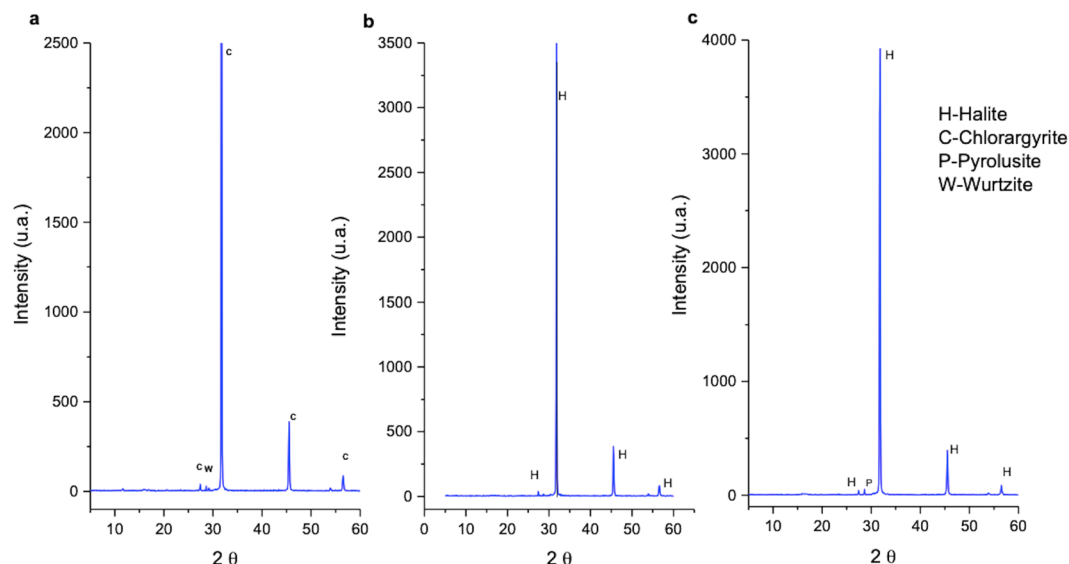 a
2500
2000
1500
1000
500
0
Intensity (u.a.)
10 20 30 40 50 60
2 θ
c
c w
c
c
b
3500
3000
2500
2000
1500
1000
500
0
Intensity (u.a.)
0 10 20 30 40 50 60
2 θ
H
H
H
H
c
4000
3000
2000
1000
0
Intensity (u.a.)
10 20 30 40 50 60
2 θ
H
H P
H
H
H-Halite
C-Chlorargyrite
P-Pyrolusite
W-Wurtzite